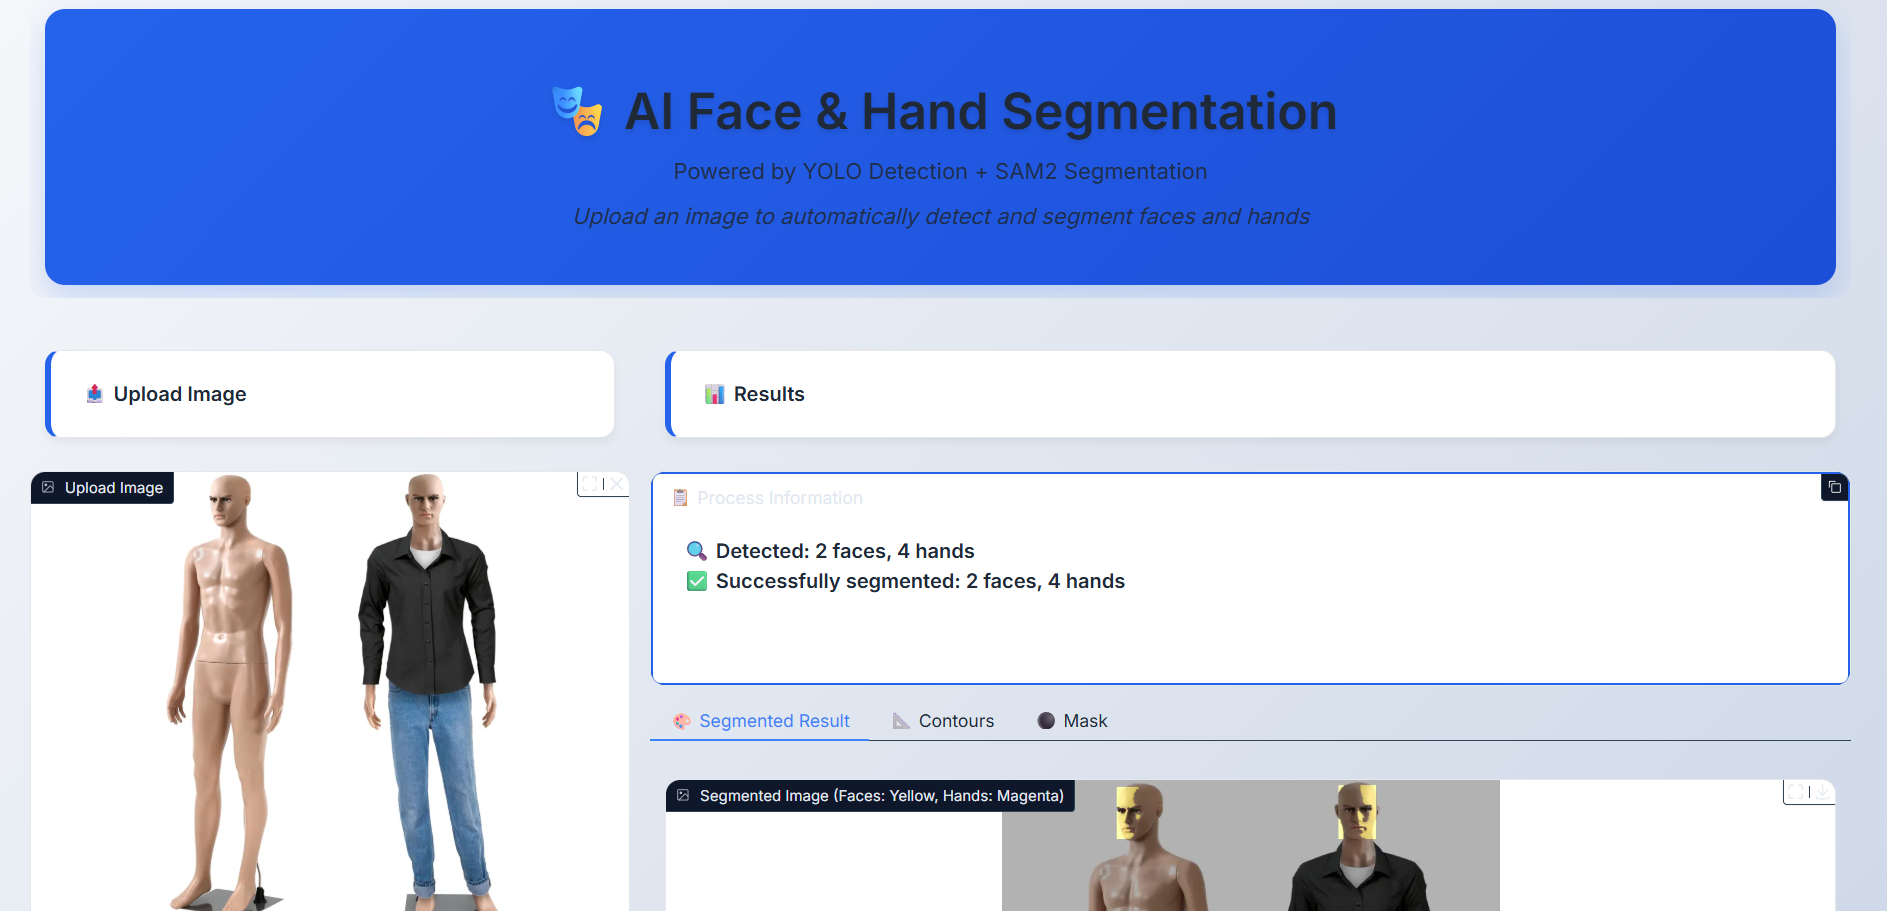 AI Face & Hand Segmentation
Powered by YOLO Detection + SAM2 Segmentation
Upload an image to automatically detect and segment faces and hands
Upload Image
Results
Upload Image
Process Information
Detected: 2 faces, 4 hands
Successfully segmented: 2 faces, 4 hands
Segmented Result
Contours
Mask
Segmented Image (Faces: Yellow, Hands: Magenta)